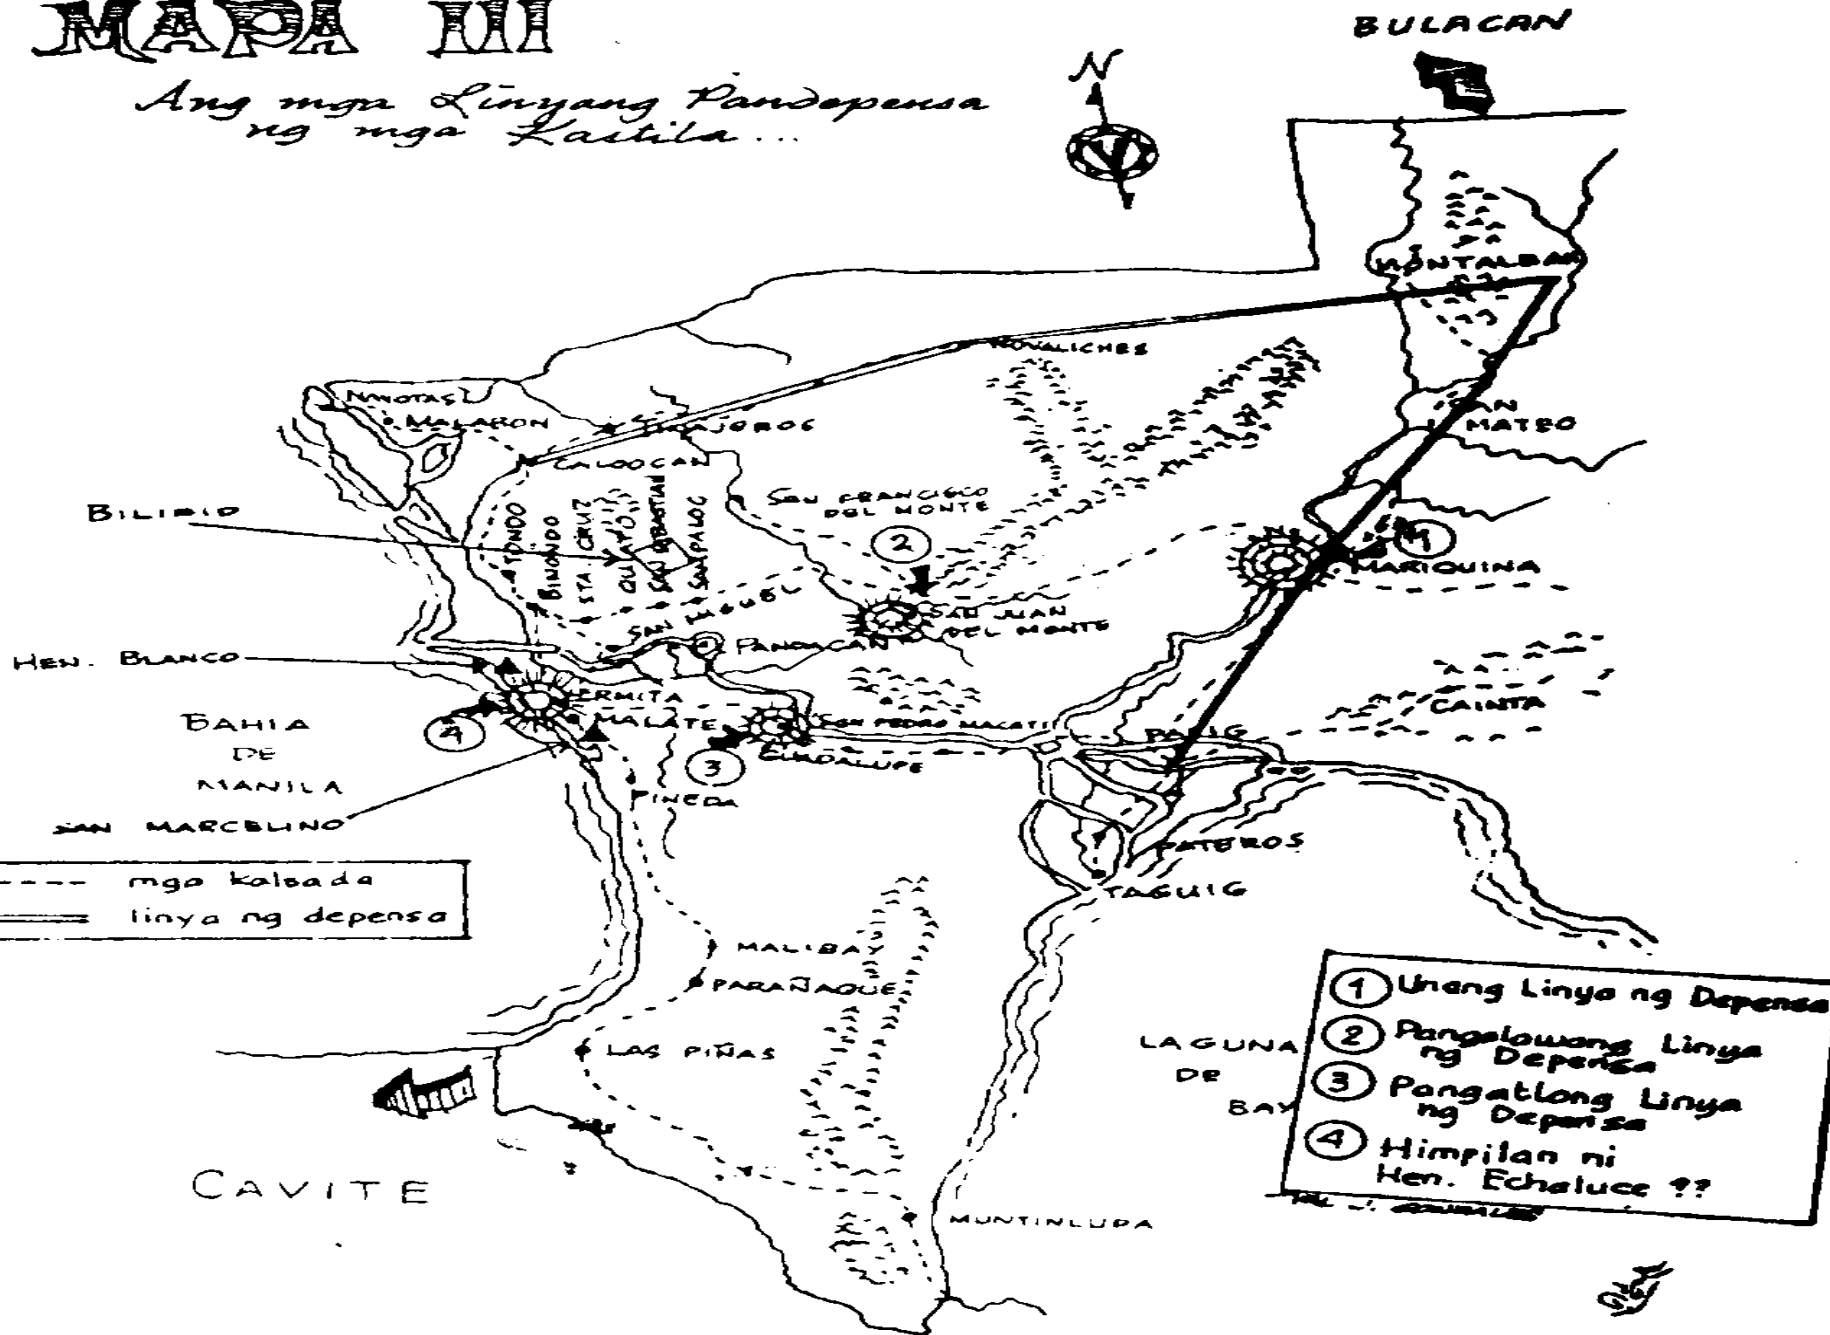 MAPA III
Ang mga Linyang Pandepensa
ng mga Kastila...
N
BULACAN
MONTALBAN
NOVALICHES
NAVOTAS
MALABON
TINAJEROS
CALOOCAN
SAN
MATEO
BILIBID
TONDO
BINONDO
STA. CRUZ
QUIAPO
SAN SEBASTIAN
SAMPALOC
SAN MIGUEL
SAN FRANCISCO
DEL MONTE
2
1
MARIQUINA
SAN JUAN
DEL MONTE
PANDACAN
HEN. BLANCO
ERMITA
MALATE
4
BAHIA
DE
MANILA
SAN PEDRO MACATI
GUADALUPE
3
PINEDA
PASIG
CAINTA
SAN MARCELINO
PATEROS
TAGUIG
mga kalsada
linya ng depensa
MALIBAY
PARAÑAQUE
LAS PIÑAS
LAGUNA
DE
BAY
CAVITE
MUNTINLUPA
1 Unang Linya ng Depensa
2 Pangalawang Linya
ng Depensa
3 Pangatlong Linya
ng Depensa
4 Himpilan ni
Hen. Echaluce ??